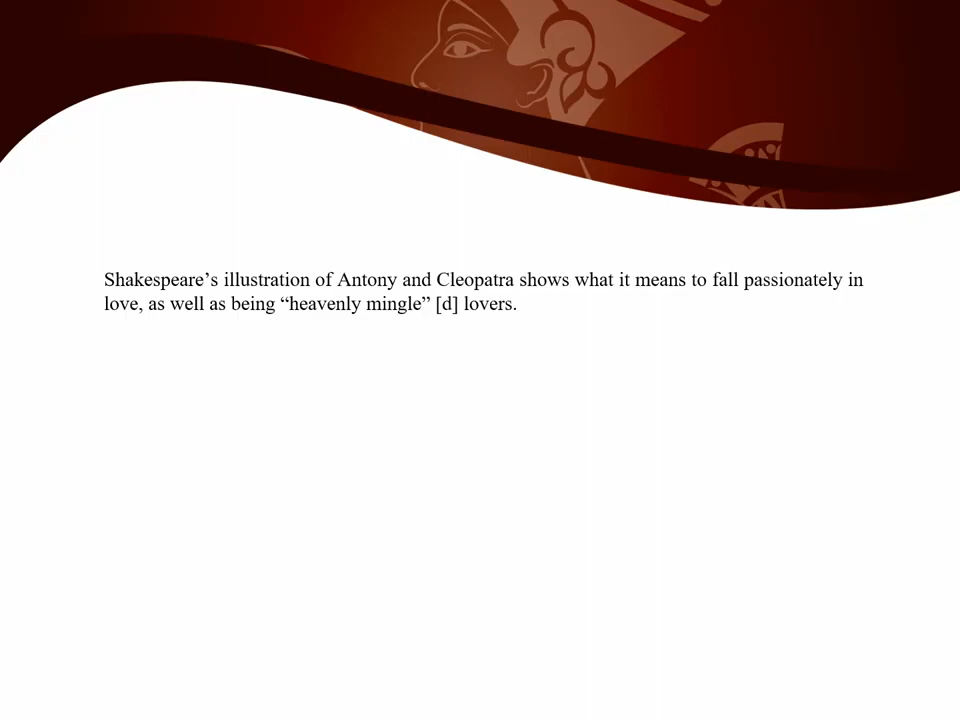 Shakespeare’s illustration of Antony and Cleopatra shows what it means to fall passionately in
love, as well as being “heavenly mingle” [d] lovers.